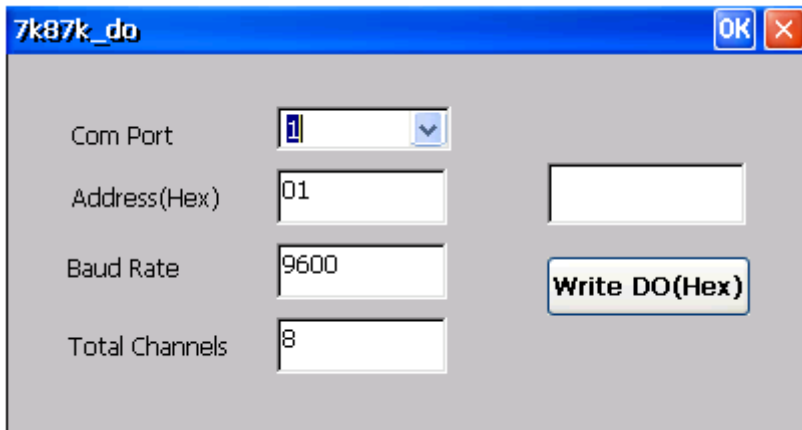 7k87k_do OK
Com Port 1
Address(Hex) 01
Baud Rate 9600
Write DO(Hex)
Total Channels 8